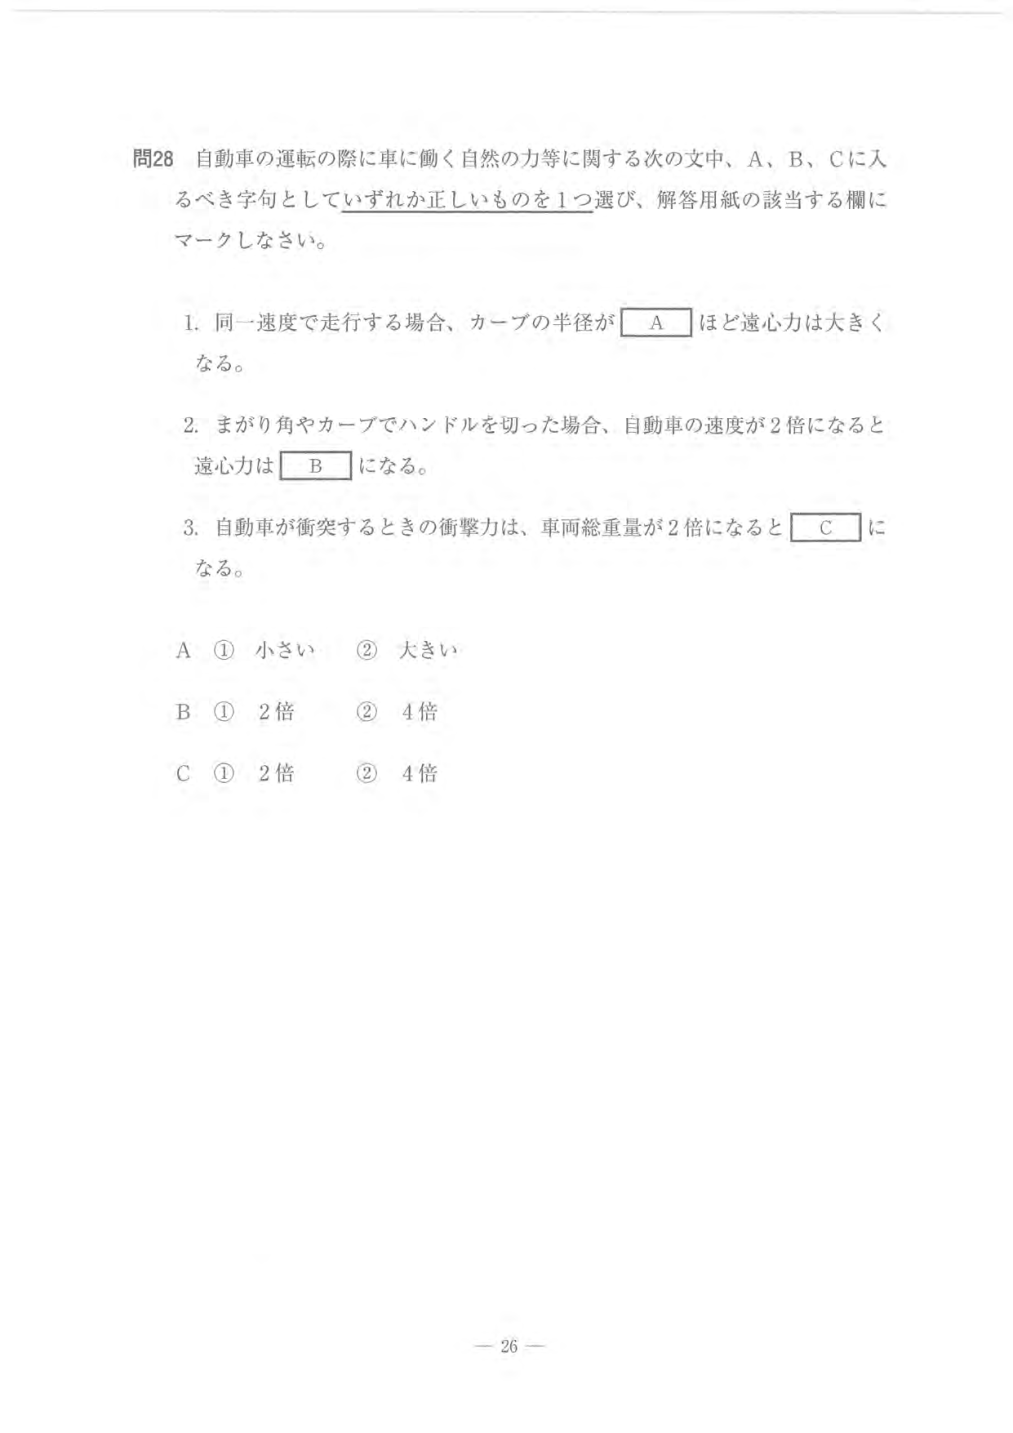 問28　自動車の運転の際に車に働く自然の力等に関する次の文中、A、B、Cに入
るべき字句としていずれか正しいものを1つ選び、解答用紙の該当する欄に
マークしなさい。
1. 同一速度で走行する場合、カーブの半径が A ほど遠心力は大きく
なる。
2. まがり角やカーブでハンドルを切った場合、自動車の速度が2倍になると
遠心力は B になる。
3. 自動車が衝突するときの衝撃力は、車両総重量が2倍になると C に
なる。
A　①　小さい　　②　大きい
B　①　2倍　　②　4倍
C　①　2倍　　②　4倍
— 26 —